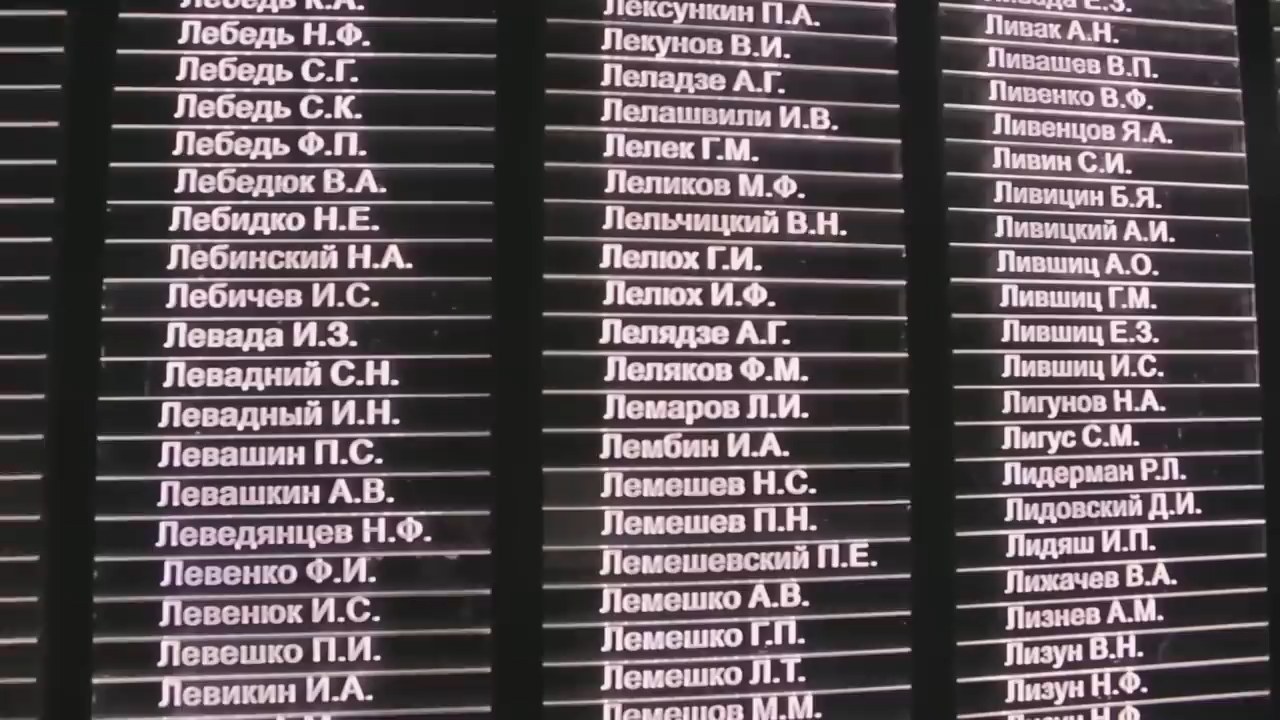 Лебедь К.А.
Лебедь Н.Ф.
Лебедь С.Г.
Лебедь С.К.
Лебедь Ф.П.
Лебедюк В.А.
Лебидко Н.Е.
Лебинский Н.А.
Лебичев И.С.
Левада И.З.
Левадний С.Н.
Левадный И.Н.
Левашин П.С.
Левашкин А.В.
Леведянцев Н.Ф.
Левенко Ф.И.
Левенюк И.С.
Левешко П.И.
Левикин И.А.
Лексункин П.А.
Лекунов В.И.
Леладзе А.Г.
Лелашвили И.В.
Лелек Г.М.
Леликов М.Ф.
Лельчицкий В.Н.
Лелюх Г.И.
Лелюх И.Ф.
Лелядзе А.Г.
Леляков Ф.М.
Лемаров Л.И.
Лембин И.А.
Лемешев Н.С.
Лемешев П.Н.
Лемешевский П.Е.
Лемешко А.В.
Лемешко Г.П.
Лемешко Л.Т.
Лемешов М.М.
Е.З.
Ливак А.Н.
Ливашев В.П.
Ливенко В.Ф.
Ливенцов Я.А.
Ливин С.И.
Ливицин Б.Я.
Ливицкий А.И.
Лившиц А.О.
Лившиц Г.М.
Лившиц Е.З.
Лившиц И.С.
Лигунов Н.А.
Лигус С.М.
Лидерман Р.Л.
Лидовский Д.И.
Лидяш И.П.
Лижачев В.А.
Лизнев А.М.
Лизун В.Н.
Лизун Н.Ф.